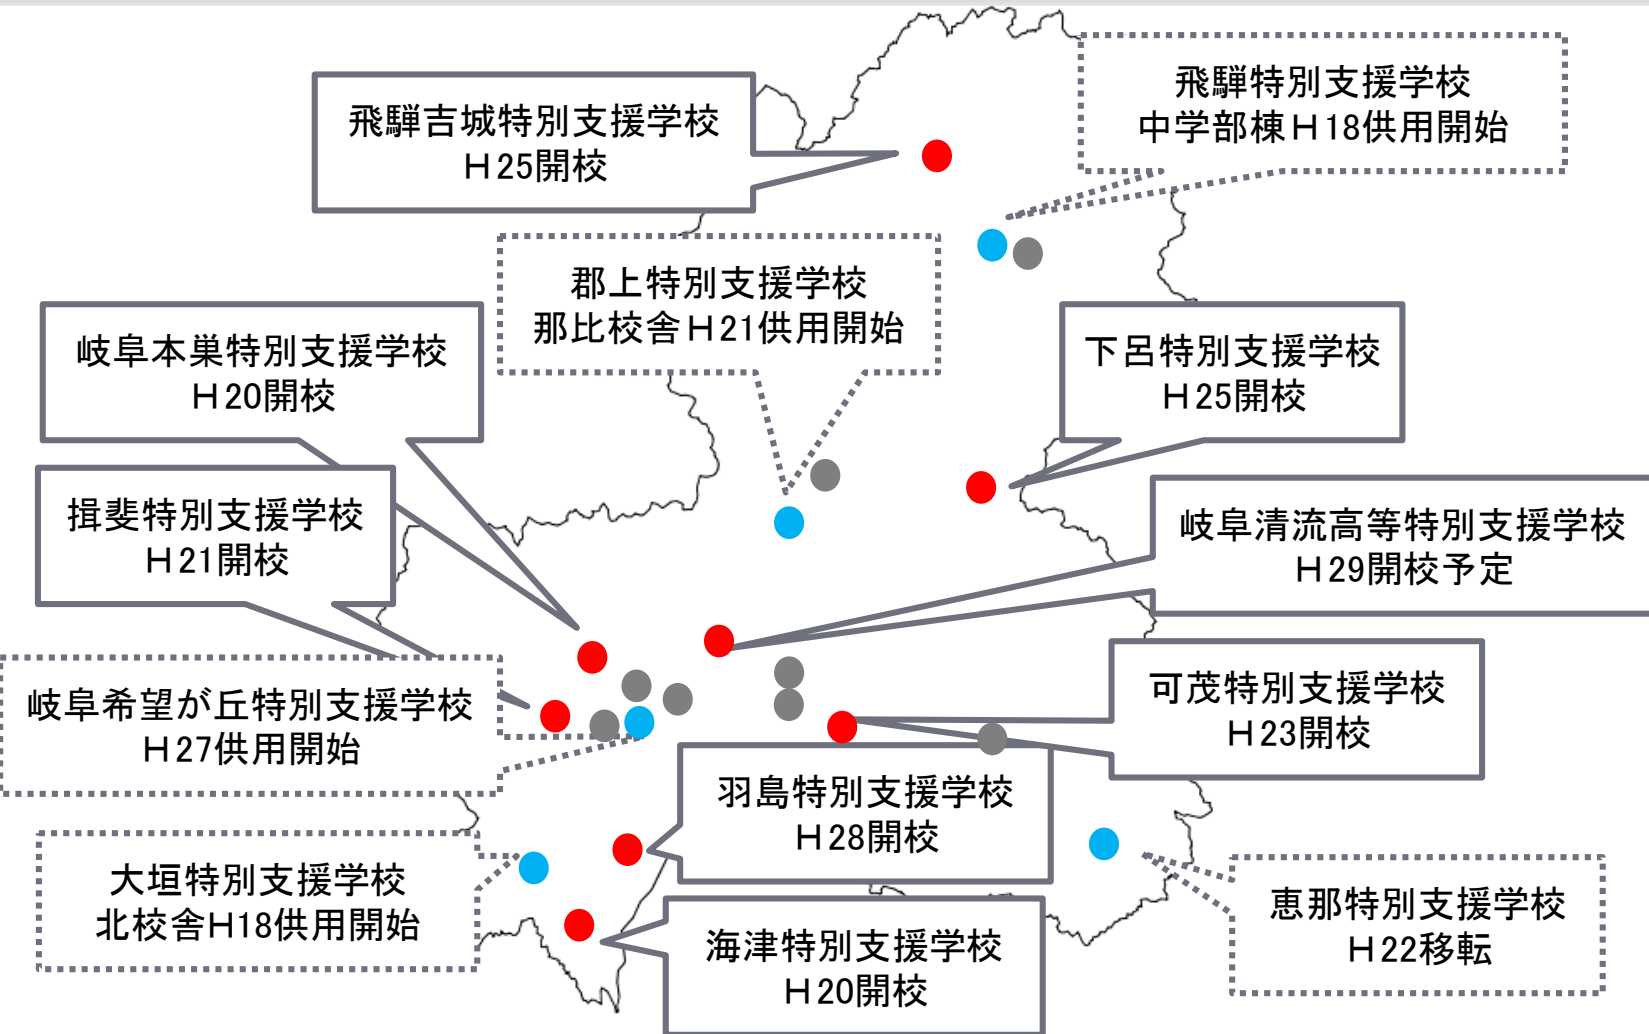 飛騨特別支援学校
中学部棟Ｈ18供用開始
飛騨吉城特別支援学校
Ｈ25開校
郡上特別支援学校
那比校舎Ｈ21供用開始
岐阜本巣特別支援学校
Ｈ20開校
下呂特別支援学校
Ｈ25開校
揖斐特別支援学校
Ｈ21開校
岐阜清流高等特別支援学校
Ｈ29開校予定
岐阜希望が丘特別支援学校
Ｈ27供用開始
可茂特別支援学校
Ｈ23開校
羽島特別支援学校
Ｈ28開校
大垣特別支援学校
北校舎H18供用開始
恵那特別支援学校
Ｈ22移転
海津特別支援学校
Ｈ20開校